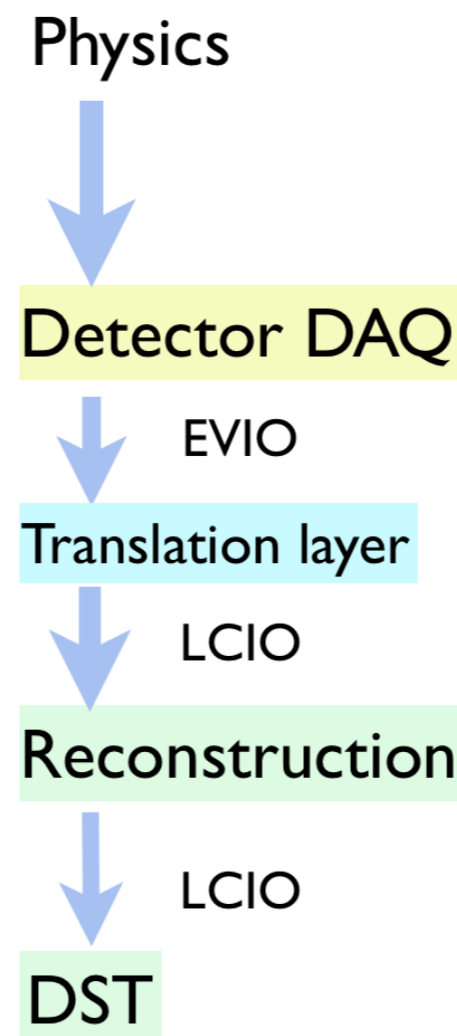 Physics
Detector DAQ
EVIO
Translation layer
LCIO
Reconstruction
LCIO
DST